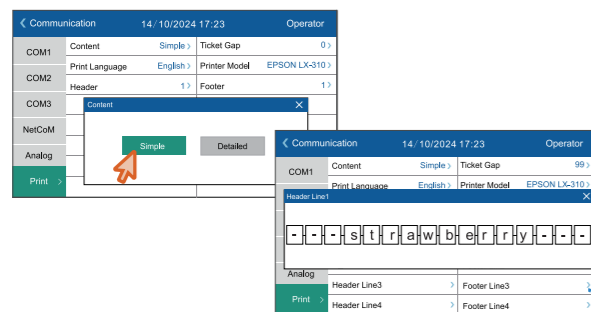 Communication 14/10/2024 17:23 Operator
COM1 Content Simple Ticket Gap 0
Print Language English Printer Model EPSON LX-310
COM2 Header 1 Footer 1
COM3 Content
NetCoM
Simple Detailed
Analog
Print
Communication 14/10/2024 17:23 Operator
COM1 Content Simple Ticket Gap 99
Print Language English Printer Model EPSON LX-310
Header Line1
- - - s t r a w b e r r y - - -
Analog
Header Line3 Footer Line3
Print Header Line4 Footer Line4